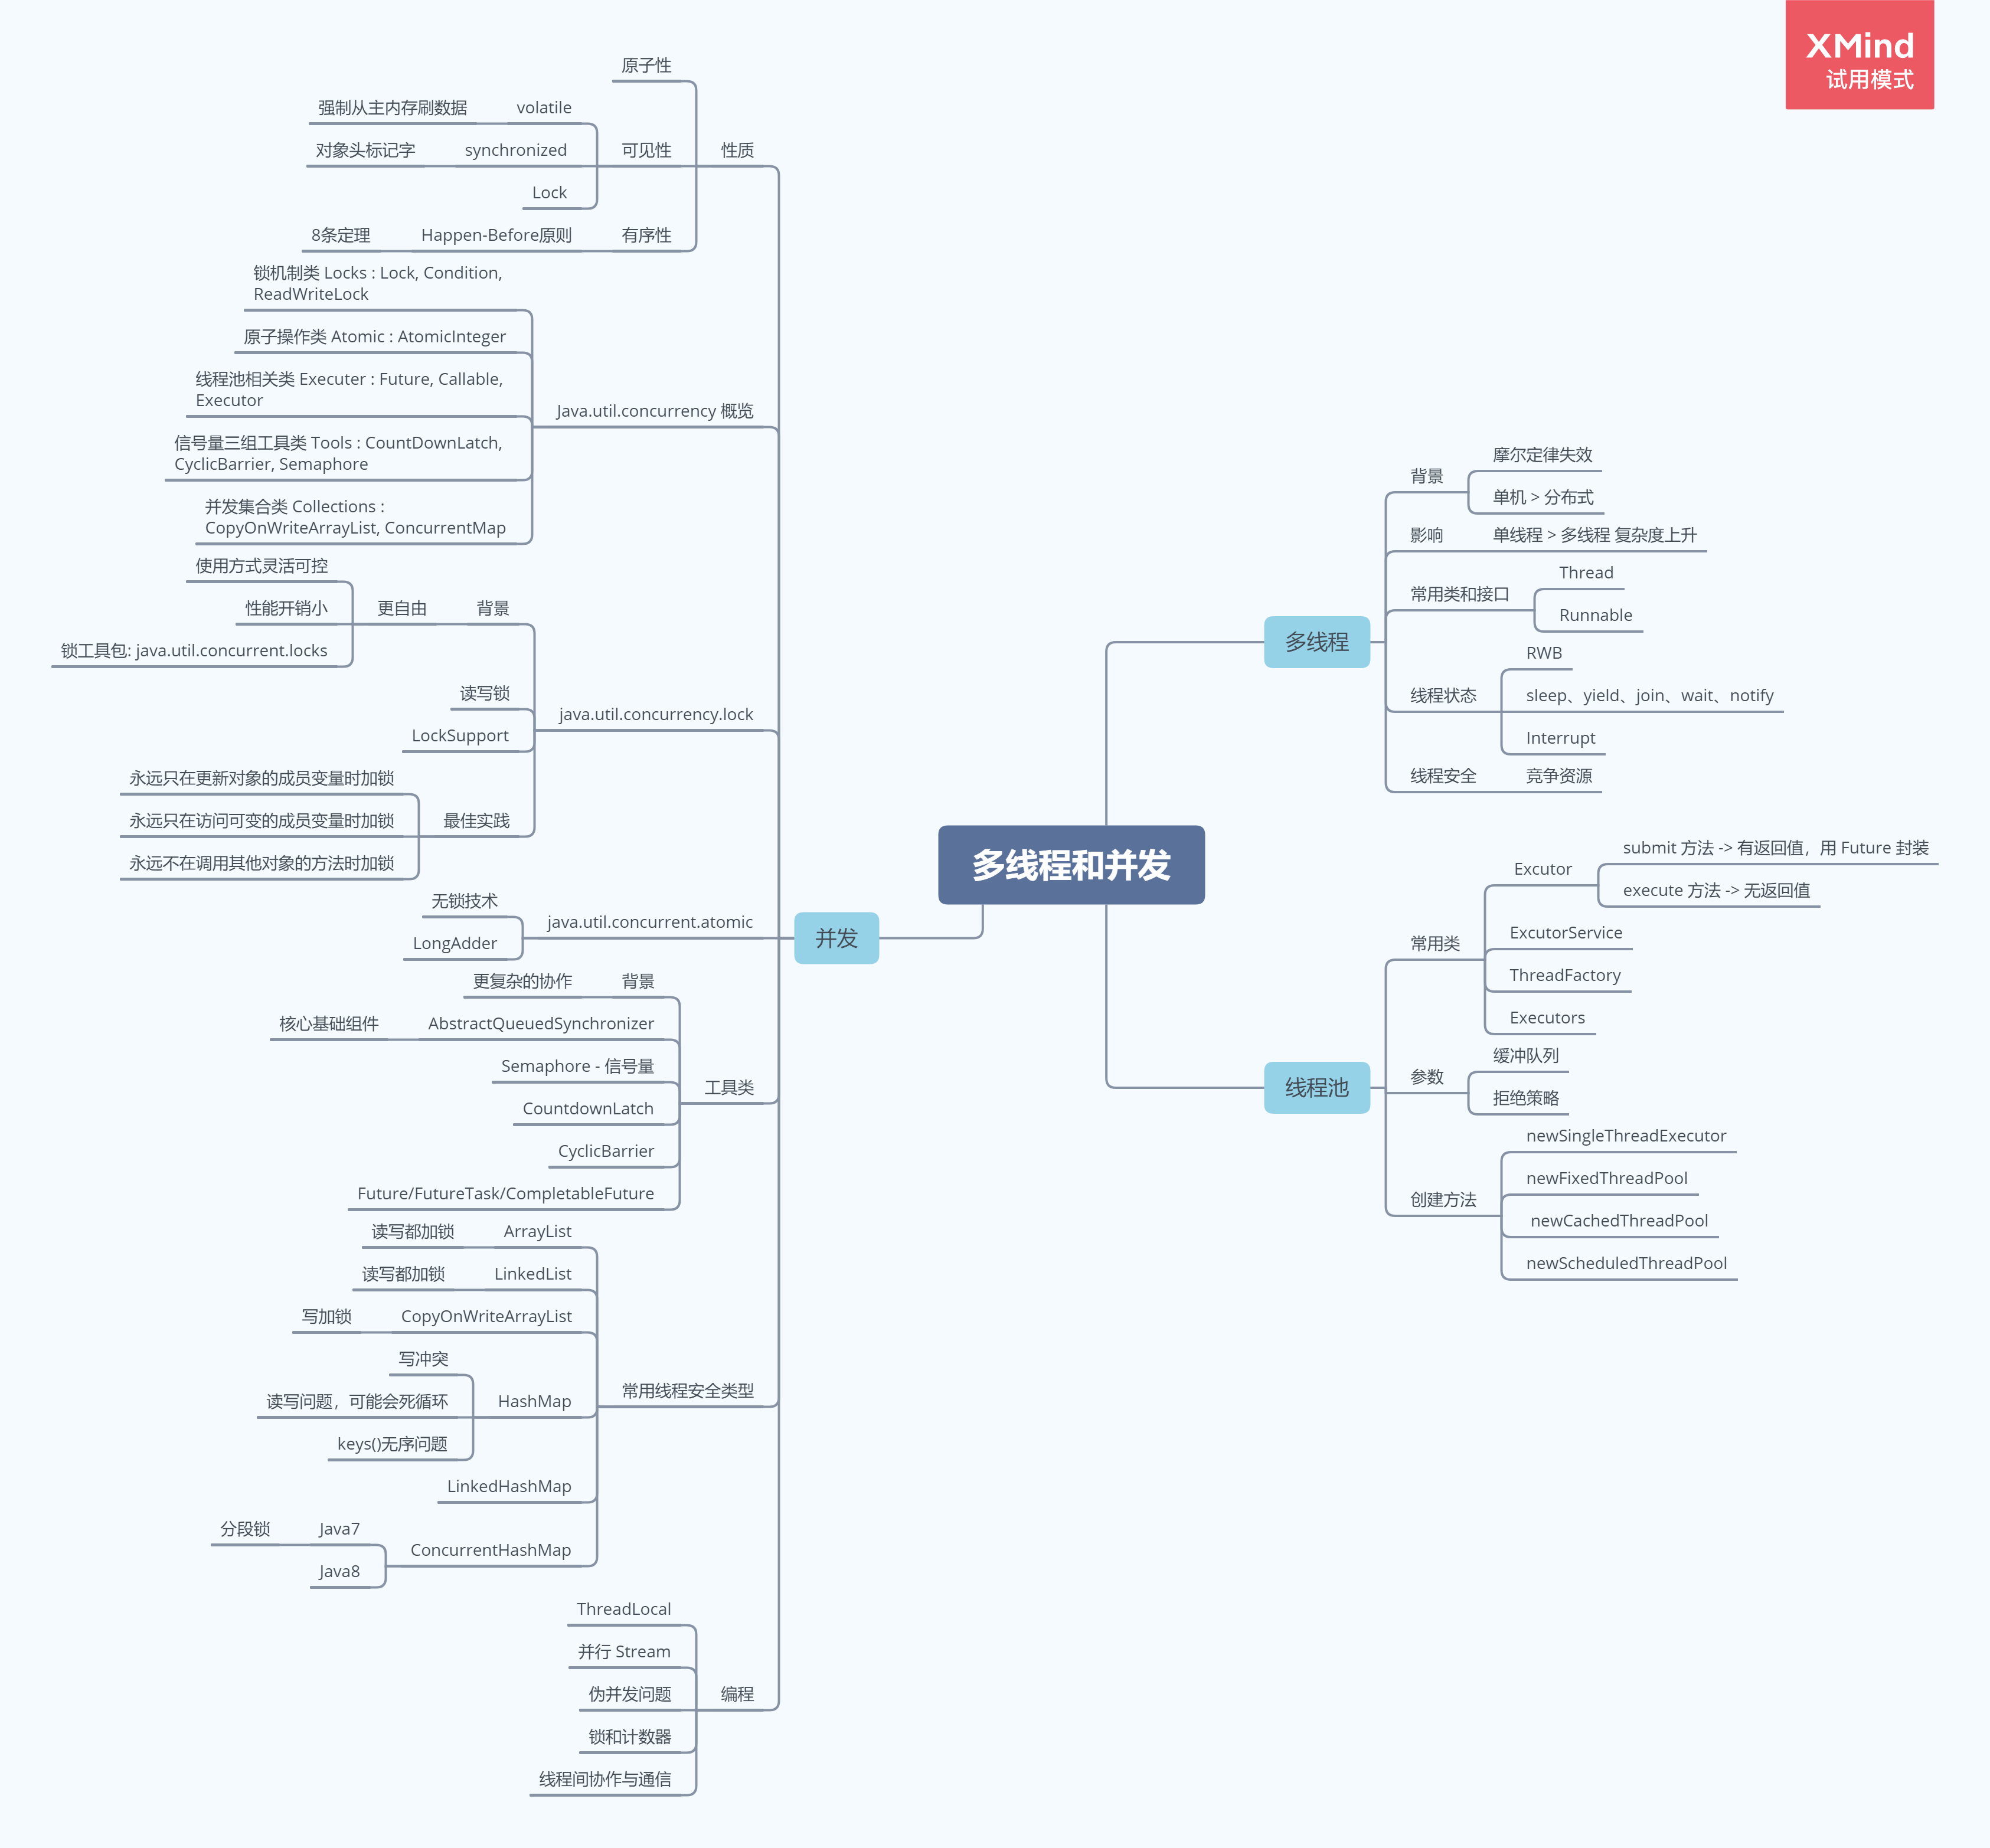 XMind
试用模式
多线程和并发
多线程
背景
摩尔定律失效
单机 > 分布式
影响
单线程 > 多线程 复杂度上升
常用类和接口
Thread
Runnable
线程状态
RWB
sleep、yield、join、wait、notify
Interrupt
线程安全
竞争资源
线程池
常用类
Excutor
submit 方法 -> 有返回值，用 Future 封装
execute 方法 -> 无返回值
ExcutorService
ThreadFactory
Executors
参数
缓冲队列
拒绝策略
创建方法
newSingleThreadExecutor
newFixedThreadPool
newCachedThreadPool
newScheduledThreadPool
并发
性质
原子性
可见性
volatile
强制从主内存刷数据
synchronized
对象头标记字
Lock
有序性
Happen-Before原则
8条定理
Java.util.concurrency 概览
锁机制类 Locks : Lock, Condition,
ReadWriteLock
原子操作类 Atomic : AtomicInteger
线程池相关类 Executer : Future, Callable,
Executor
信号量三组工具类 Tools : CountDownLatch,
CyclicBarrier, Semaphore
并发集合类 Collections :
CopyOnWriteArrayList, ConcurrentMap
java.util.concurrency.lock
背景
更自由
使用方式灵活可控
性能开销小
锁工具包: java.util.concurrent.locks
读写锁
LockSupport
最佳实践
永远只在更新对象的成员变量时加锁
永远只在访问可变的成员变量时加锁
永远不在调用其他对象的方法时加锁
java.util.concurrent.atomic
无锁技术
LongAdder
工具类
背景
更复杂的协作
AbstractQueuedSynchronizer
核心基础组件
Semaphore - 信号量
CountdownLatch
CyclicBarrier
Future/FutureTask/CompletableFuture
常用线程安全类型
ArrayList
读写都加锁
LinkedList
读写都加锁
CopyOnWriteArrayList
写加锁
HashMap
写冲突
读写问题，可能会死循环
keys()无序问题
LinkedHashMap
ConcurrentHashMap
Java7
分段锁
Java8
编程
ThreadLocal
并行 Stream
伪并发问题
锁和计数器
线程间协作与通信